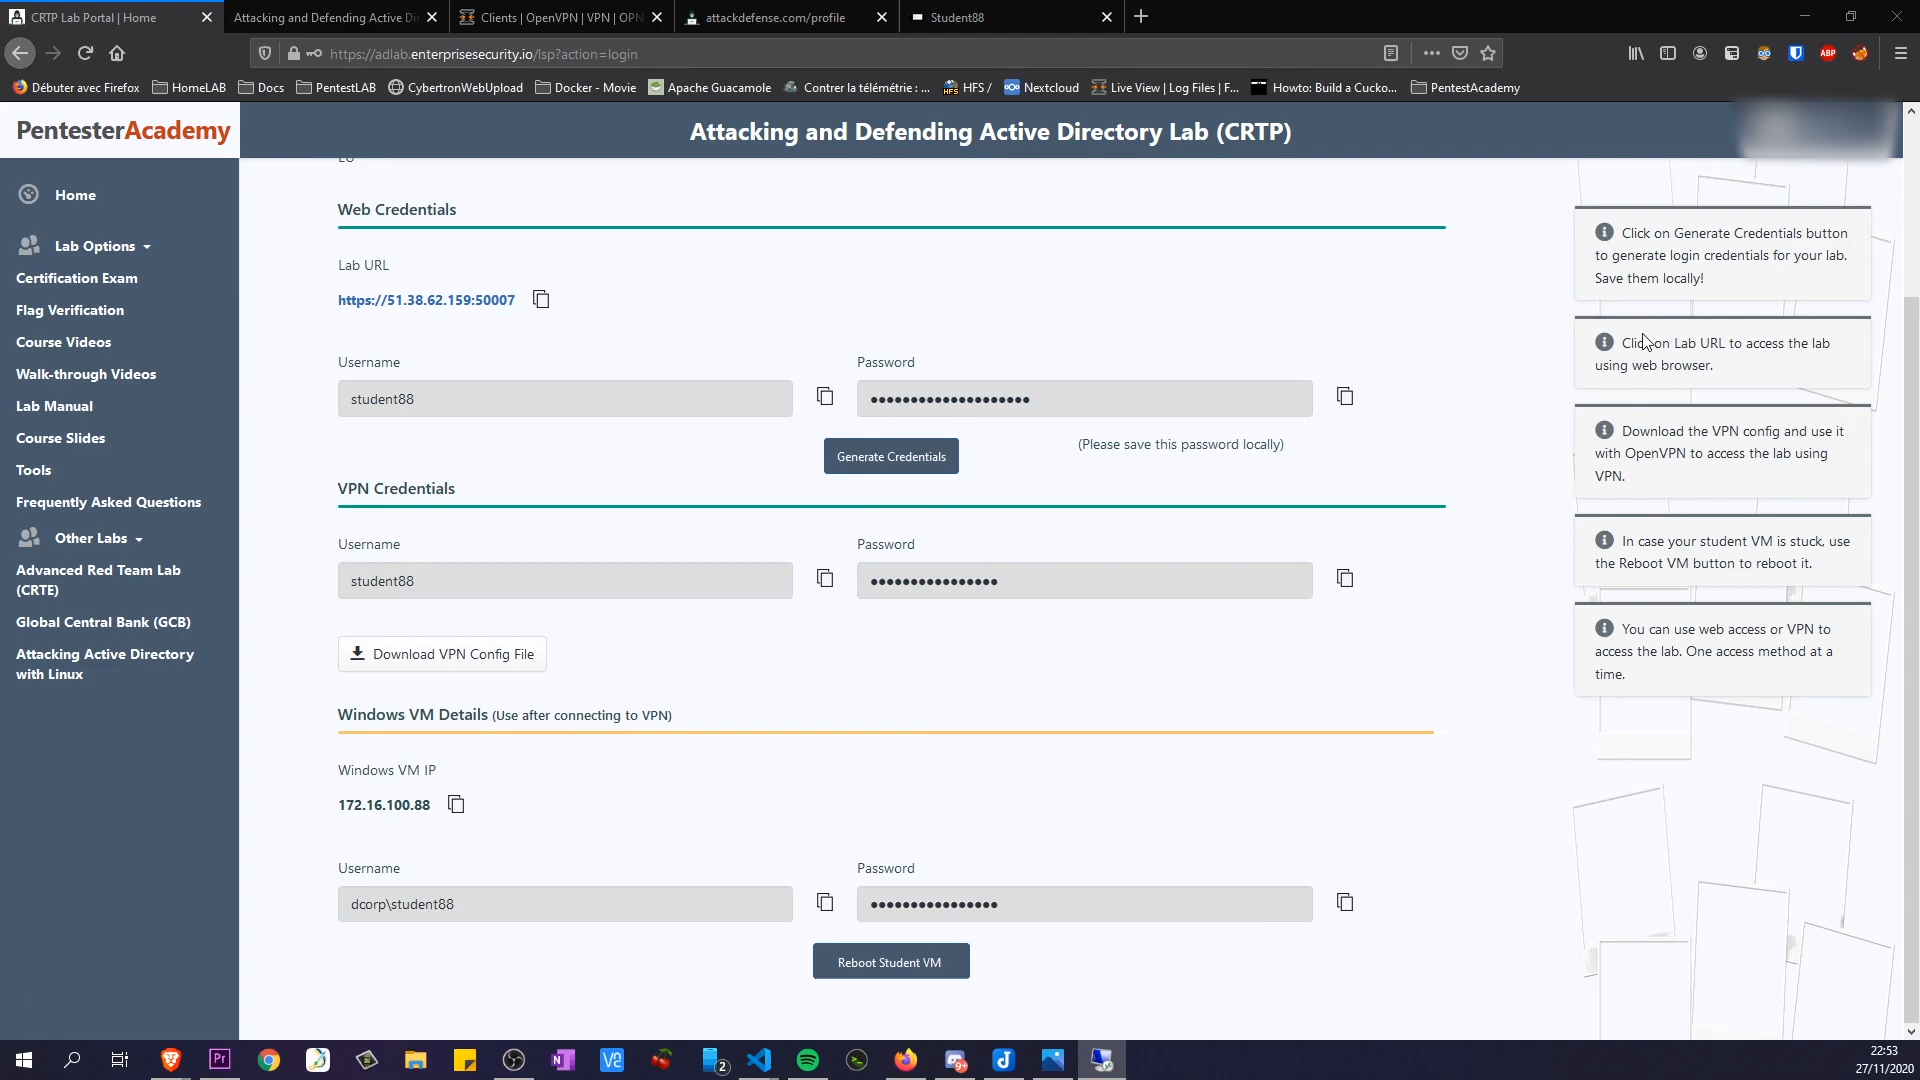 CRTP Lab Portal | Home
Attacking and Defending Active Di
Clients | OpenVPN | VPN | OPN
attackdefense.com/profile
Student88
https://adlab.enterprisesecurity.io/lsp?action=login
ABP
Débuter avec Firefox
HomeLAB
Docs
PentestLAB
CybertronWebUpload
Docker - Movie
Apache Guacamole
Contrer la télémétrie : ...
HFS /
Nextcloud
Live View | Log Files | F...
Howto: Build a Cucko...
PentestAcademy
PentesterAcademy
Attacking and Defending Active Directory Lab (CRTP)
Home
Lab Options
Certification Exam
Flag Verification
Course Videos
Walk-through Videos
Lab Manual
Course Slides
Tools
Frequently Asked Questions
Other Labs
Advanced Red Team Lab
(CRTE)
Global Central Bank (GCB)
Attacking Active Directory
with Linux
Web Credentials
Lab URL
https://51.38.62.159:50007
Username
Password
student88
••••••••••••••••••••
Generate Credentials
(Please save this password locally)
VPN Credentials
Username
Password
student88
••••••••••••••••
Download VPN Config File
Windows VM Details (Use after connecting to VPN)
Windows VM IP
172.16.100.88
Username
Password
dcorp\student88
••••••••••••••••
Reboot Student VM
Click on Generate Credentials button
to generate login credentials for your lab.
Save them locally!
Click on Lab URL to access the lab
using web browser.
Download the VPN config and use it
with OpenVPN to access the lab using
VPN.
In case your student VM is stuck, use
the Reboot VM button to reboot it.
You can use web access or VPN to
access the lab. One access method at a
time.
Pr
2
9+
22:53
27/11/2020